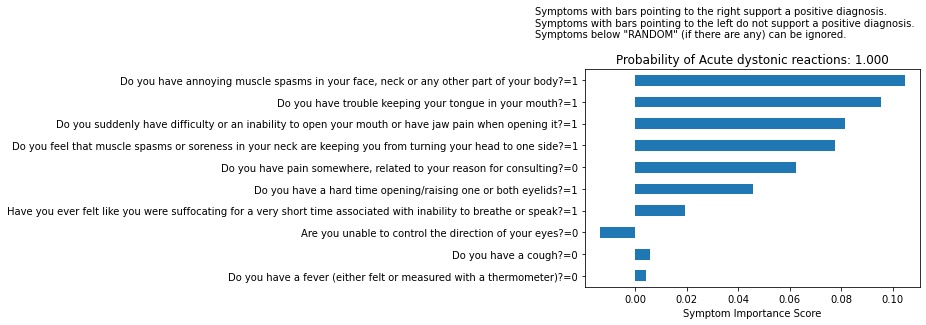 Symptoms with bars pointing to the right support a positive diagnosis.
Symptoms with bars pointing to the left do not support a positive diagnosis.
Symptoms below "RANDOM" (if there are any) can be ignored.
Probability of Acute dystonic reactions: 1.000
Do you have annoying muscle spasms in your face, neck or any other part of your body?=1
Do you have trouble keeping your tongue in your mouth?=1
Do you suddenly have difficulty or an inability to open your mouth or have jaw pain when opening it?=1
Do you feel that muscle spasms or soreness in your neck are keeping you from turning your head to one side?=1
Do you have pain somewhere, related to your reason for consulting?=0
Do you have a hard time opening/raising one or both eyelids?=1
Have you ever felt like you were suffocating for a very short time associated with inability to breathe or speak?=1
Are you unable to control the direction of your eyes?=0
Do you have a cough?=0
Do you have a fever (either felt or measured with a thermometer)?=0
0.00 0.02 0.04 0.06 0.08 0.10
Symptom Importance Score